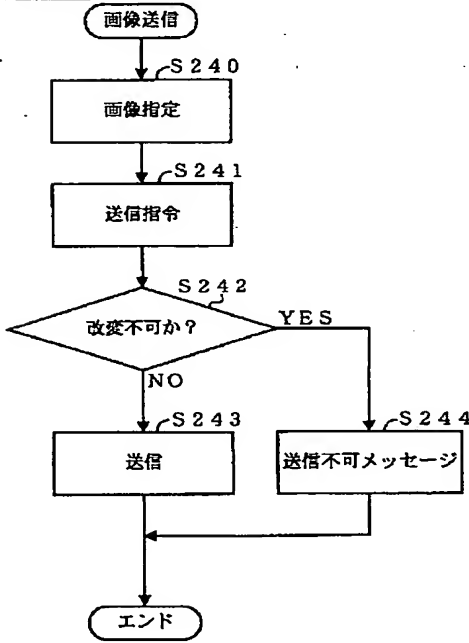 画像送信
S240
画像指定
S241
送信指令
S242
改変不可か?
YES
NO
S243
送信
S244
送信不可メッセージ
エンド